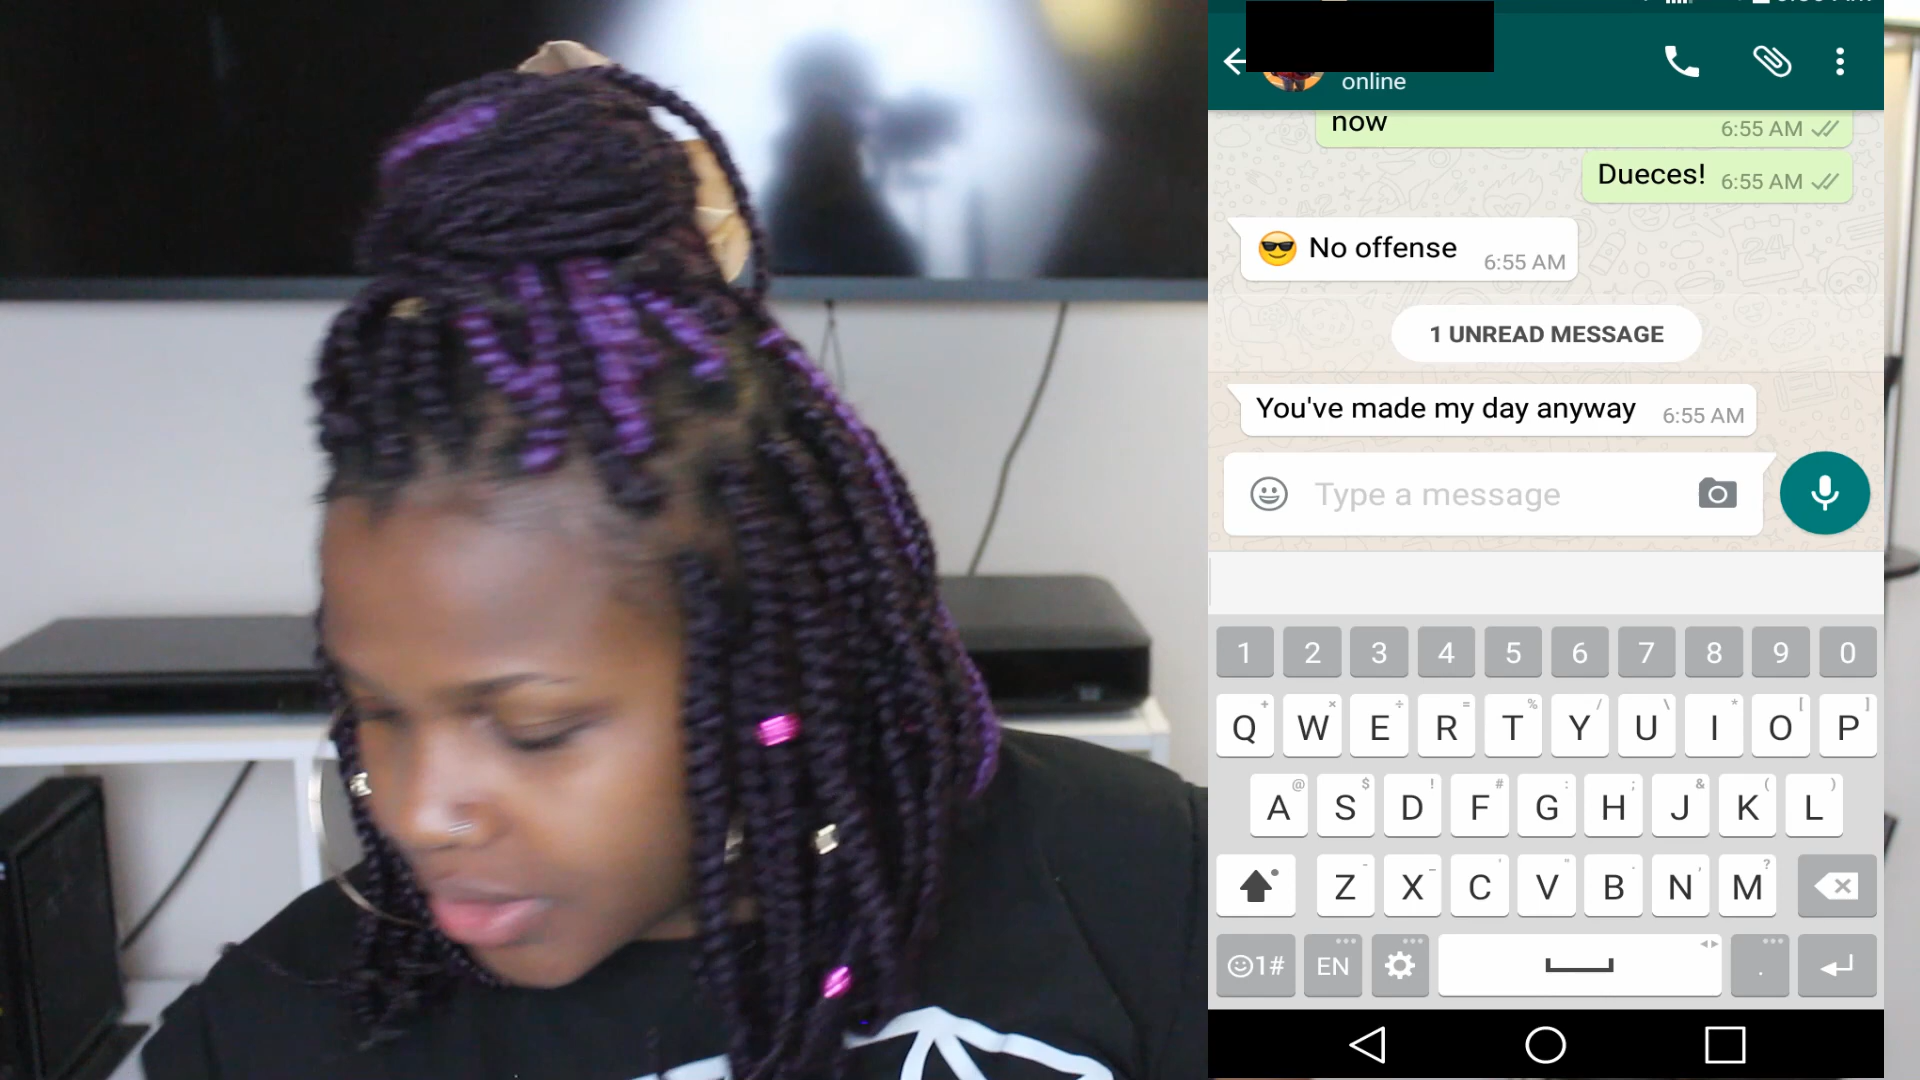 online
now
6:55 AM
Dueces! 6:55 AM
No offense 6:55 AM
1 UNREAD MESSAGE
You've made my day anyway 6:55 AM
Type a message
1 2 3 4 5 6 7 8 9 0
Q W E R T Y U I O P
A S D F G H J K L
Z X C V B N M
1# EN .